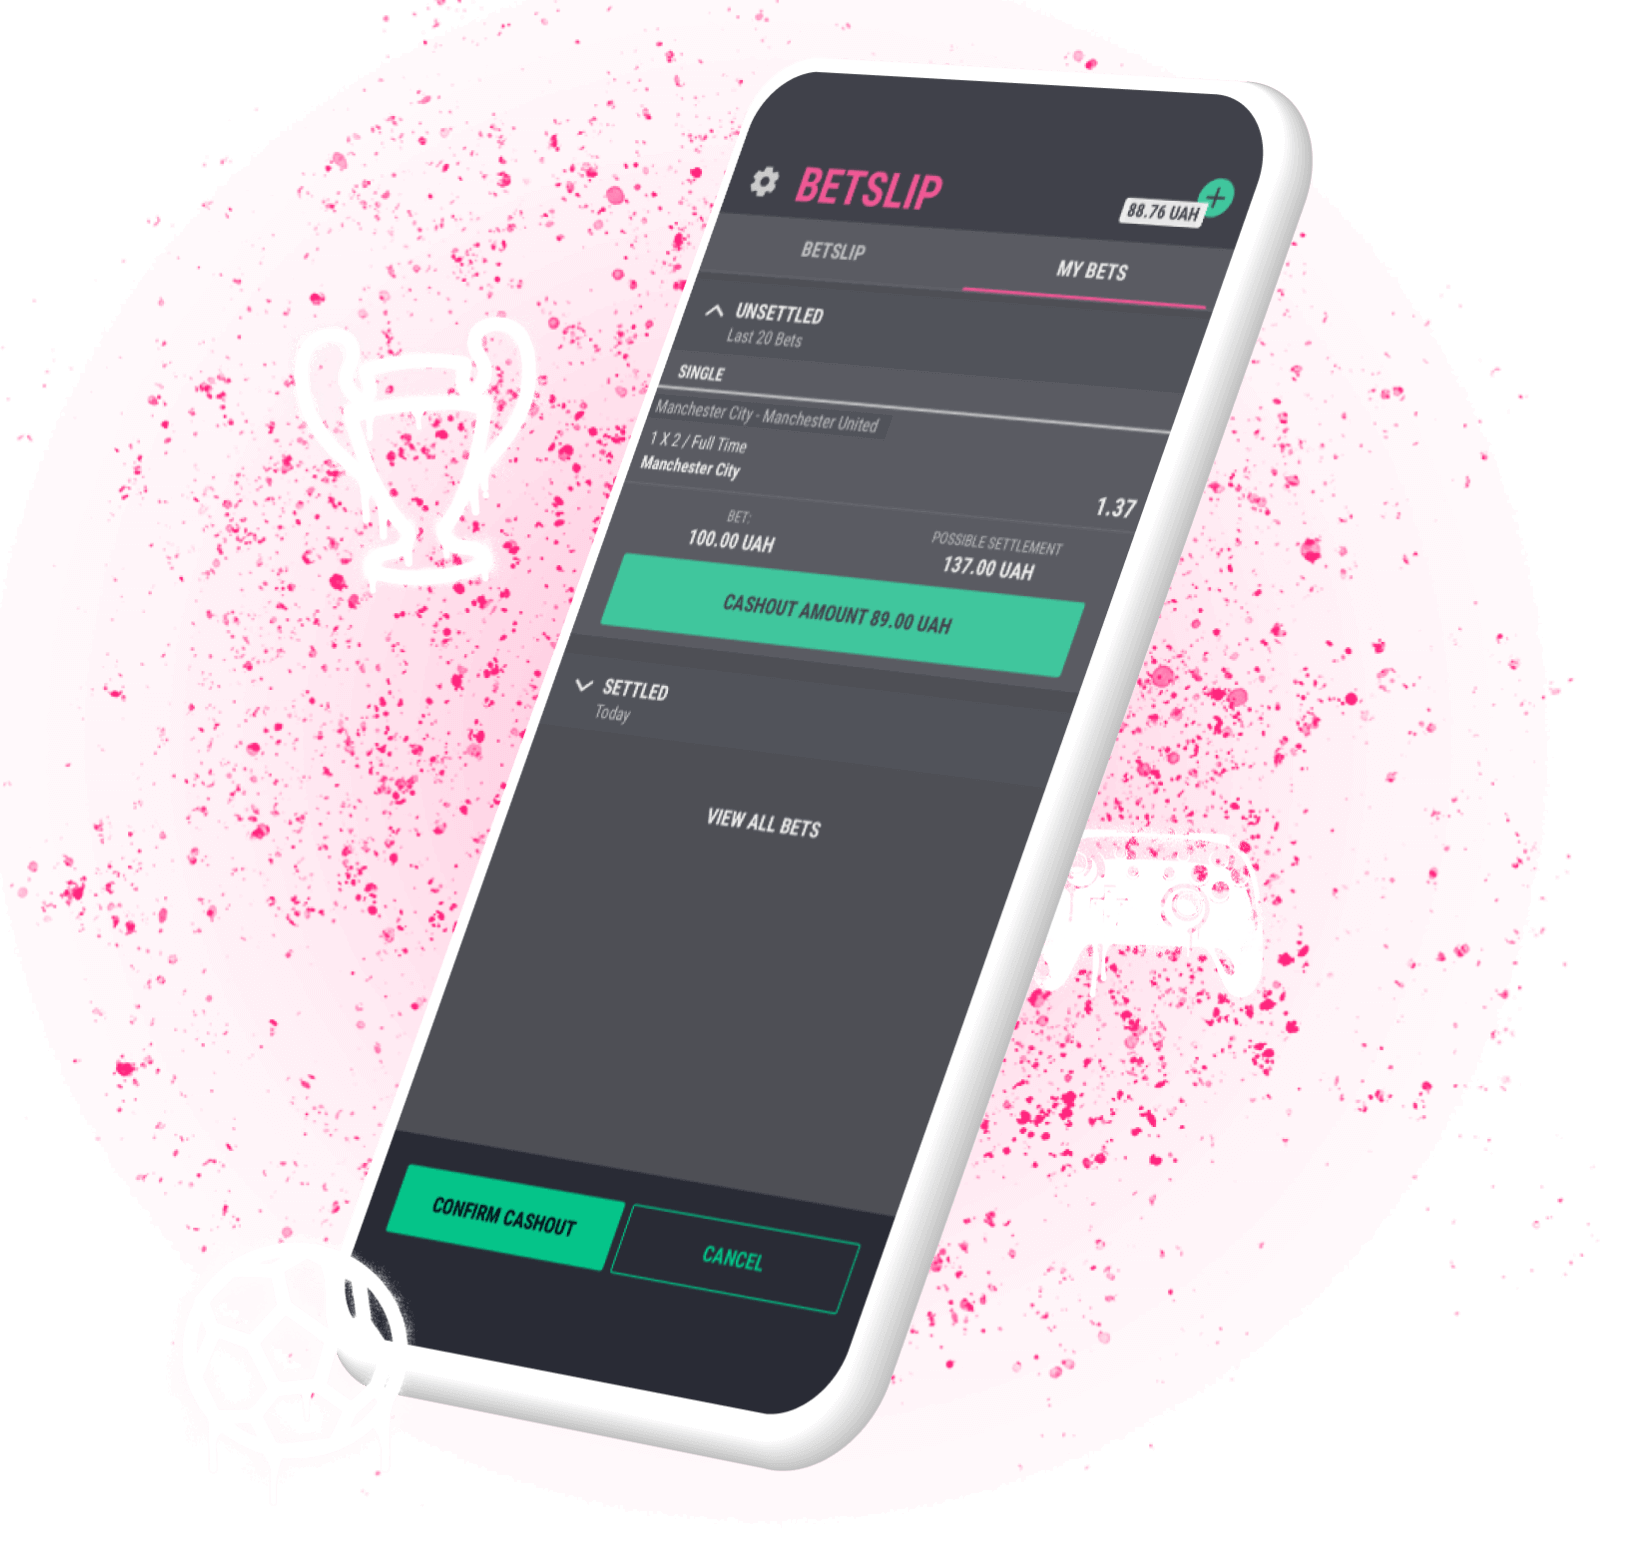 BETSLIP
88.76 UAH
BETSLIP
MY BETS
UNSETTLED
Last 20 Bets
SINGLE
Manchester City - Manchester United
1 X 2 / Full Time
Manchester City
1.37
BET:
100.00 UAH
POSSIBLE SETTLEMENT
137.00 UAH
CASHOUT AMOUNT 89.00 UAH
SETTLED
Today
VIEW ALL BETS
CONFIRM CASHOUT
CANCEL